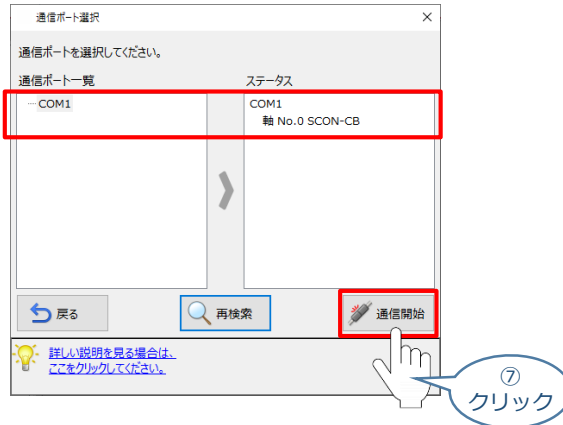 通信ポート選択
通信ポートを選択してください。
通信ポート一覧
ステータス
COM1
COM1
軸 No.0 SCON-CB
戻る
再検索
通信開始
詳しい説明を見る場合は、
ここをクリックしてください。
⑦
クリック